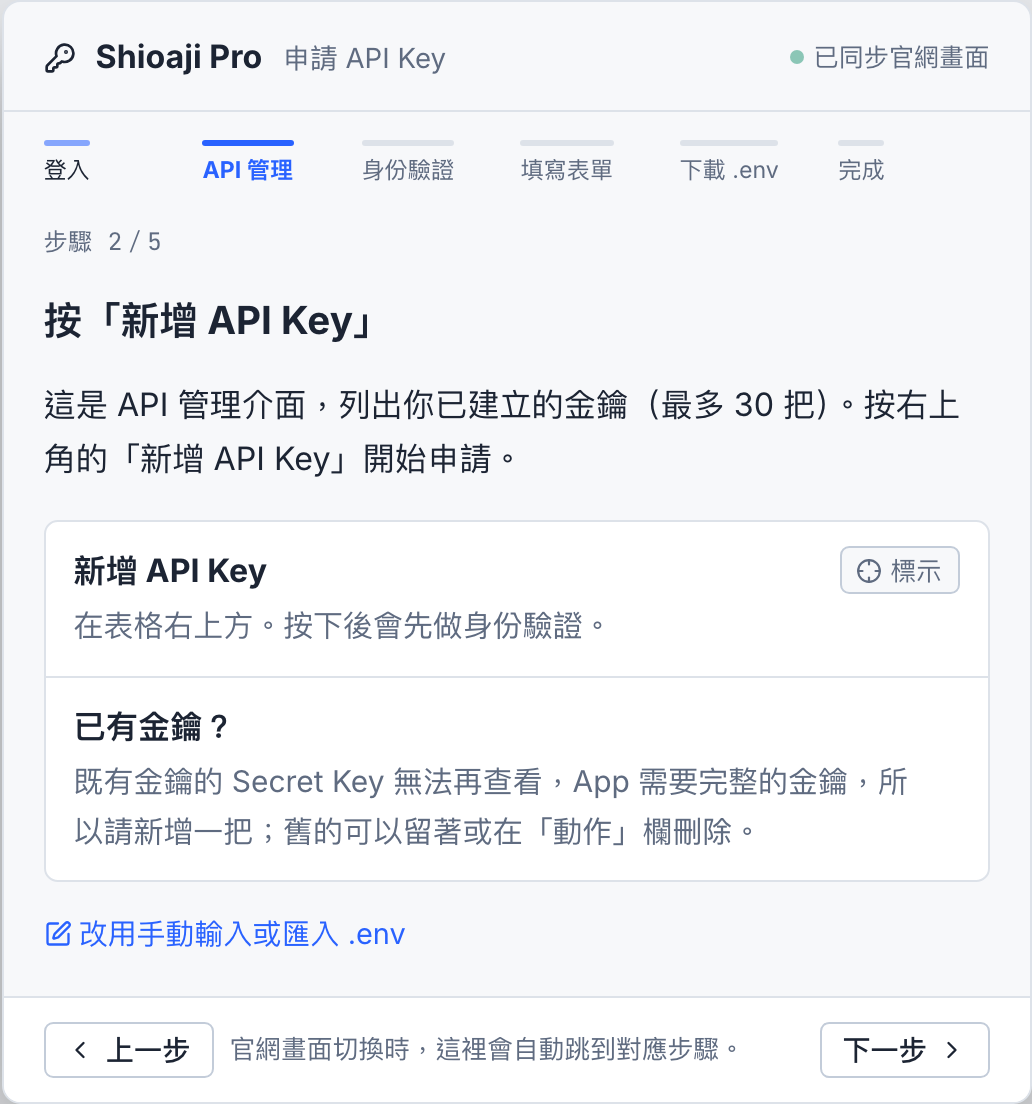 Shioaji Pro 申請 API Key
已同步官網畫面
登入
API 管理
身份驗證
填寫表單
下載 .env
完成
步驟 2 / 5
按「新增 API Key」
這是 API 管理介面，列出你已建立的金鑰（最多 30 把）。按右上
角的「新增 API Key」開始申請。
新增 API Key
標示
在表格右上方。按下後會先做身份驗證。
已有金鑰？
既有金鑰的 Secret Key 無法再查看，App 需要完整的金鑰，所
以請新增一把；舊的可以留著或在「動作」欄刪除。
改用手動輸入或匯入 .env
上一步
官網畫面切換時，這裡會自動跳到對應步驟。
下一步